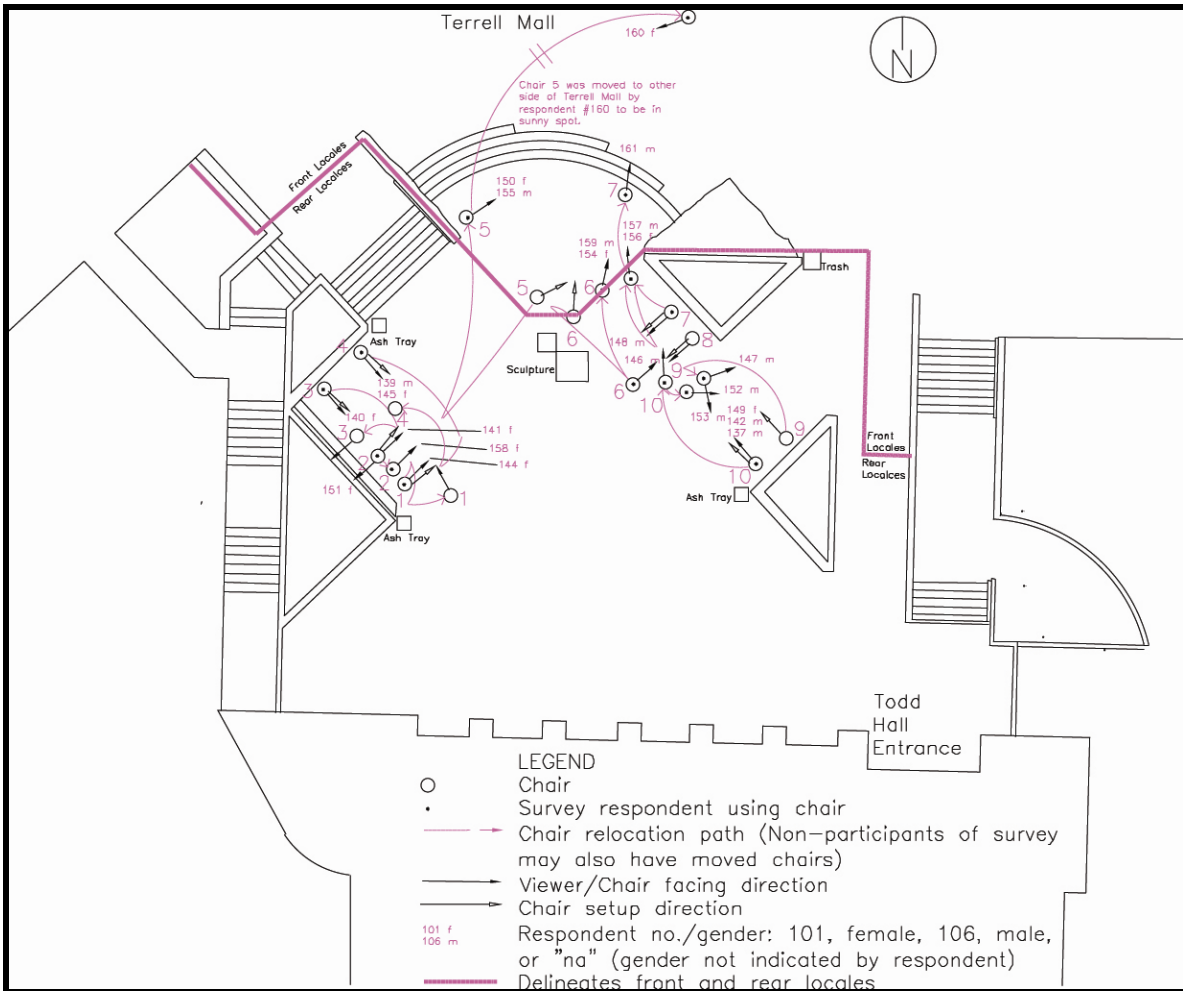 Terrell Mall
160 f
N
Chair 5 was moved to other
side of Terrell Mall by
respondent #160 to be in
sunny spot.
Front Locales
Rear Localces
161 m
150 f
155 m
7
5
157 m
156 f
159 m
154 f
Trash
5
6
6
7
Ash Tray
Sculpture
148 m
8
4
146 m
9
147 m
139 m
145 f
6
10
152 m
3
140 f
4
153 m
149 f
142 m
137 m
141 f
3
9
Front
Locales
158 f
2
144 f
Rear
Localces
151 f
2
10
1
1
Ash Tray
Ash Tray
Todd
Hall
Entrance
LEGEND
Chair
Survey respondent using chair
Chair relocation path (Non-participants of survey
may also have moved chairs)
Viewer/Chair facing direction
Chair setup direction
101 f
106 m
Respondent no./gender: 101, female, 106, male,
or "na" (gender not indicated by respondent)
Delineates front and rear locales